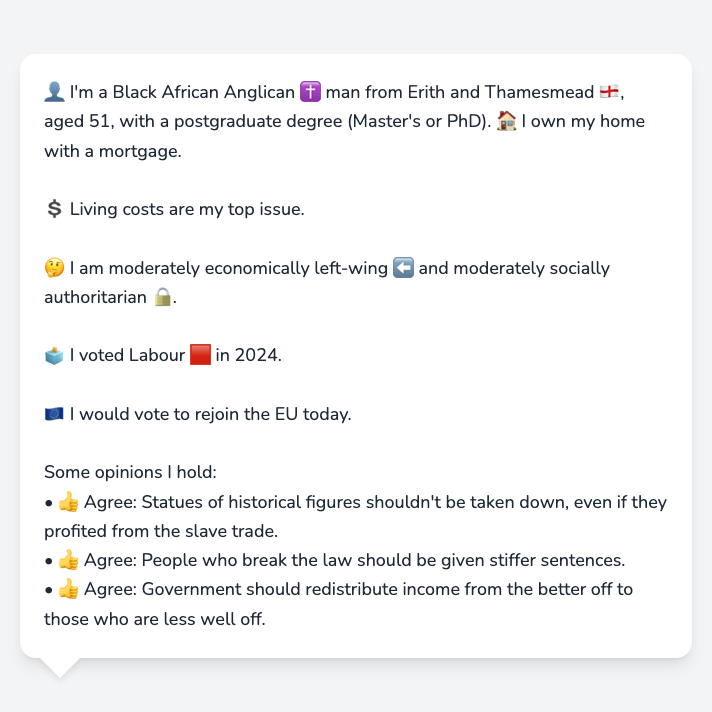 👤 I'm a Black African Anglican ✝️ man from Erith and Thamesmead 🏴󠁧󠁢󠁥󠁮󠁧󠁿,
aged 51, with a postgraduate degree (Master's or PhD). 🏠 I own my home
with a mortgage.
💲 Living costs are my top issue.
🤔 I am moderately economically left-wing ⬅️ and moderately socially
authoritarian 🔒.
🗳️ I voted Labour 🟥 in 2024.
🇪🇺 I would vote to rejoin the EU today.
Some opinions I hold:
• 👍 Agree: Statues of historical figures shouldn't be taken down, even if they
profited from the slave trade.
• 👍 Agree: People who break the law should be given stiffer sentences.
• 👍 Agree: Government should redistribute income from the better off to
those who are less well off.